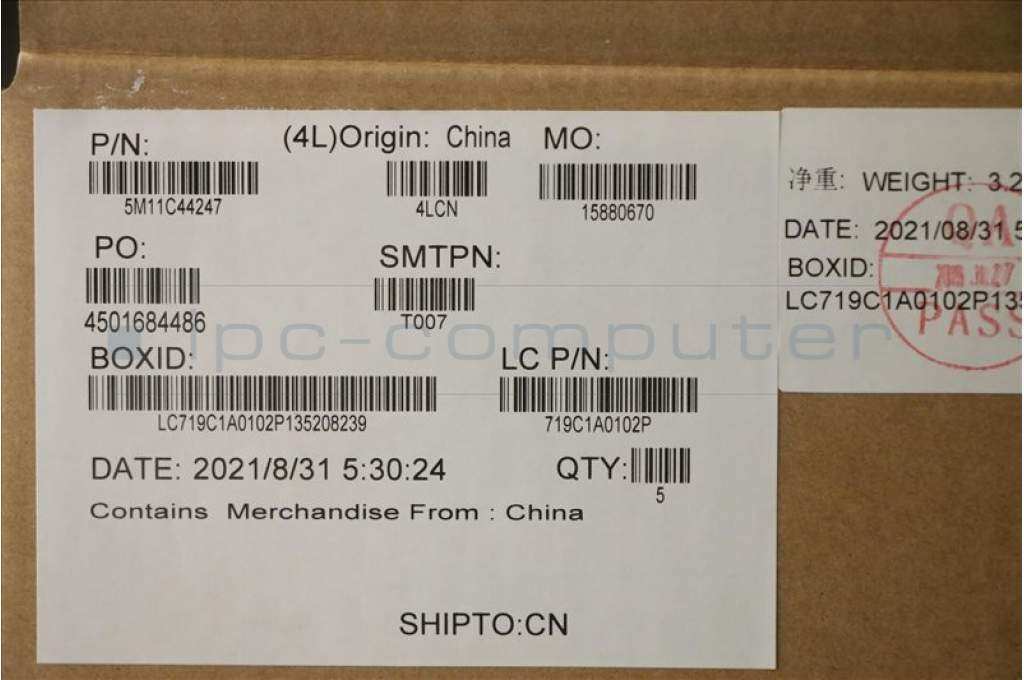 P/N:
(4L)Origin: China
MO:
5M11C44247
4LCN
15880670
PO:
SMTPN:
4501684486
T007
BOXID:
LC P/N:
LC719C1A0102P135208239
719C1A0102P
DATE: 2021/8/31 5:30:24
QTY:
5
Contains Merchandise From : China
SHIPTO:CN
净重: WEIGHT: 3.2
DATE: 2021/08/31 5
BOXID:
LC719C1A0102P135
QA
PASS
ipc-computer